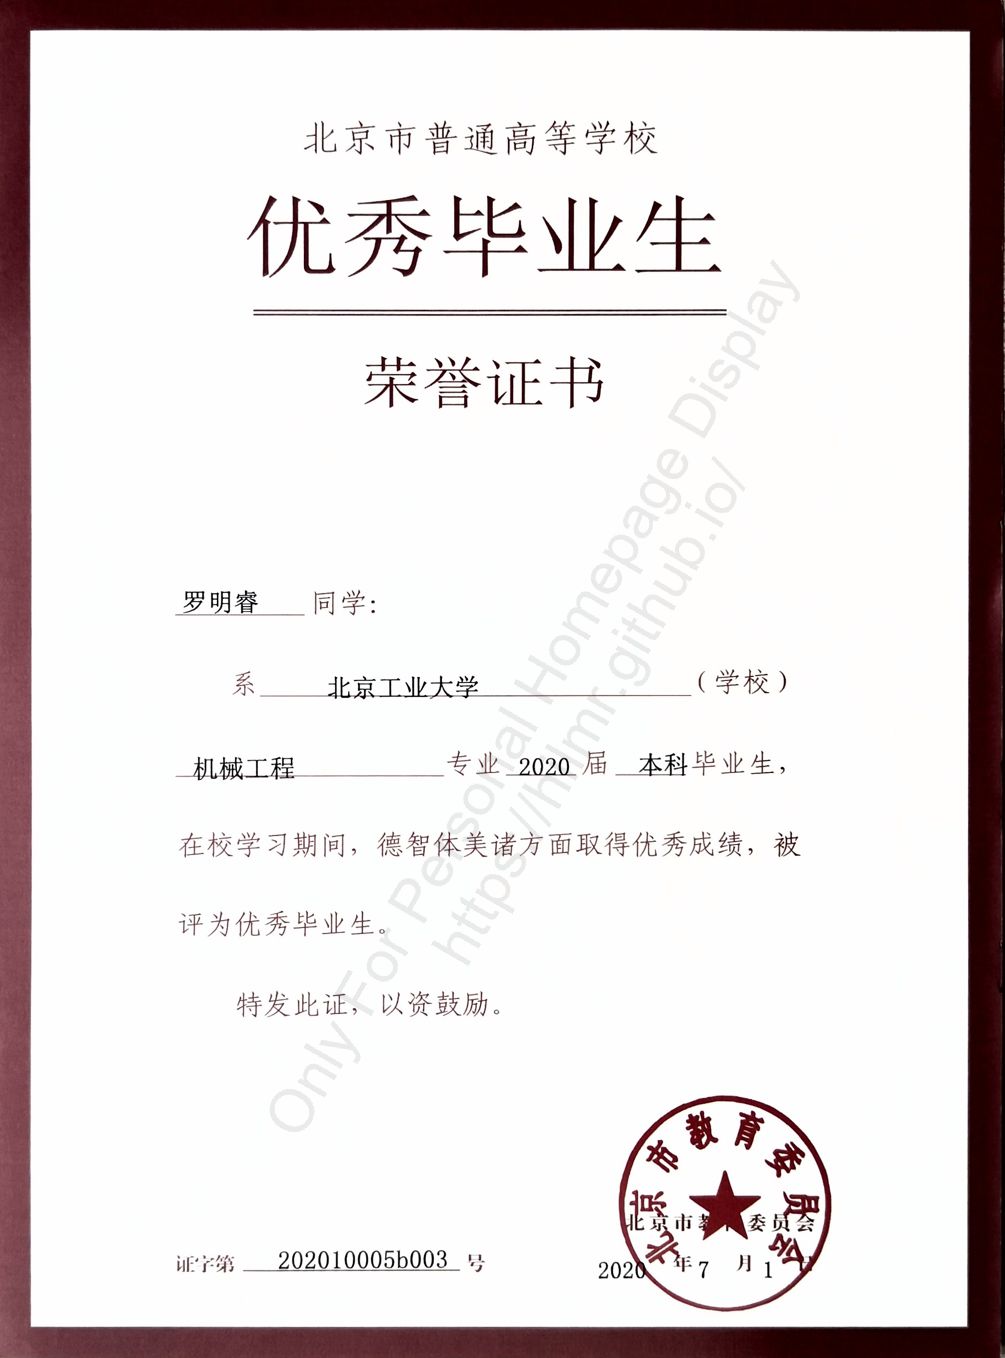 北京市普通高等学校
优秀毕业生
荣誉证书
罗明睿 同学:
系 北京工业大学 (学校)
机械工程 专业 2020 届 本科毕业生,
在校学习期间, 德智体美诸方面取得优秀成绩, 被
评为优秀毕业生。
特发此证, 以资鼓励。
北京市教育委员会
北京市教育委员会
证字第 202010005b003 号
2020 年 7 月 1 日
Only For Personal Homepage Display
https://hlmr.github.io/